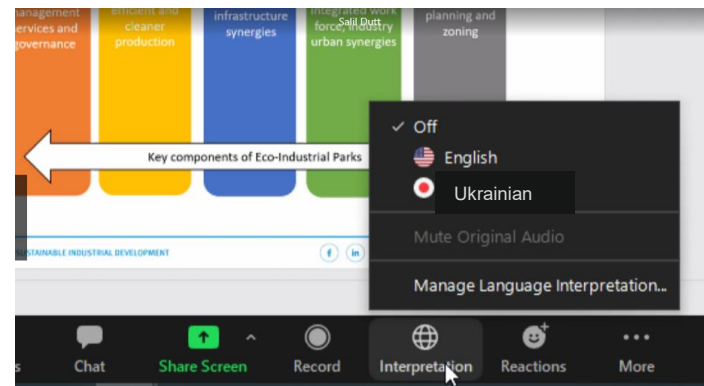 management
services and
governance
Efficient and
cleaner
production
infrastructure
synergies
integrated work
force, industry
urban synergies
Salil Dutt
planning and
zoning
Key components of Eco-Industrial Parks
SUSTAINABLE INDUSTRIAL DEVELOPMENT
f in
Off
English
Ukrainian
Mute Original Audio
Manage Language Interpretation...
Chat
Share Screen
Record
Interpretation
Reactions
More